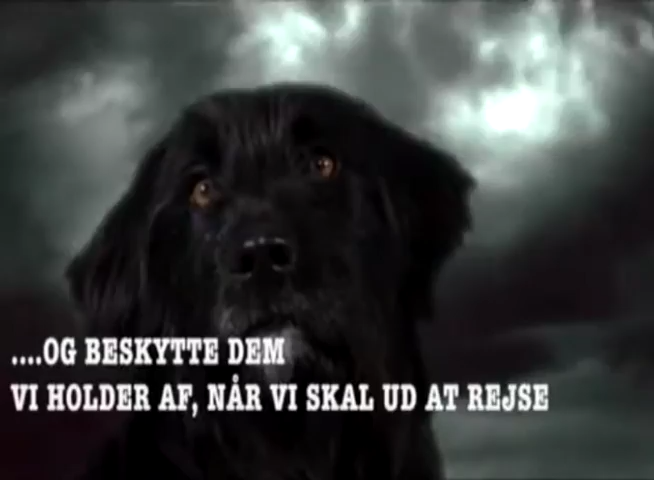 ....OG BESKYTTE DEM
VI HOLDER AF, NÅR VI SKAL UD AT REJSE